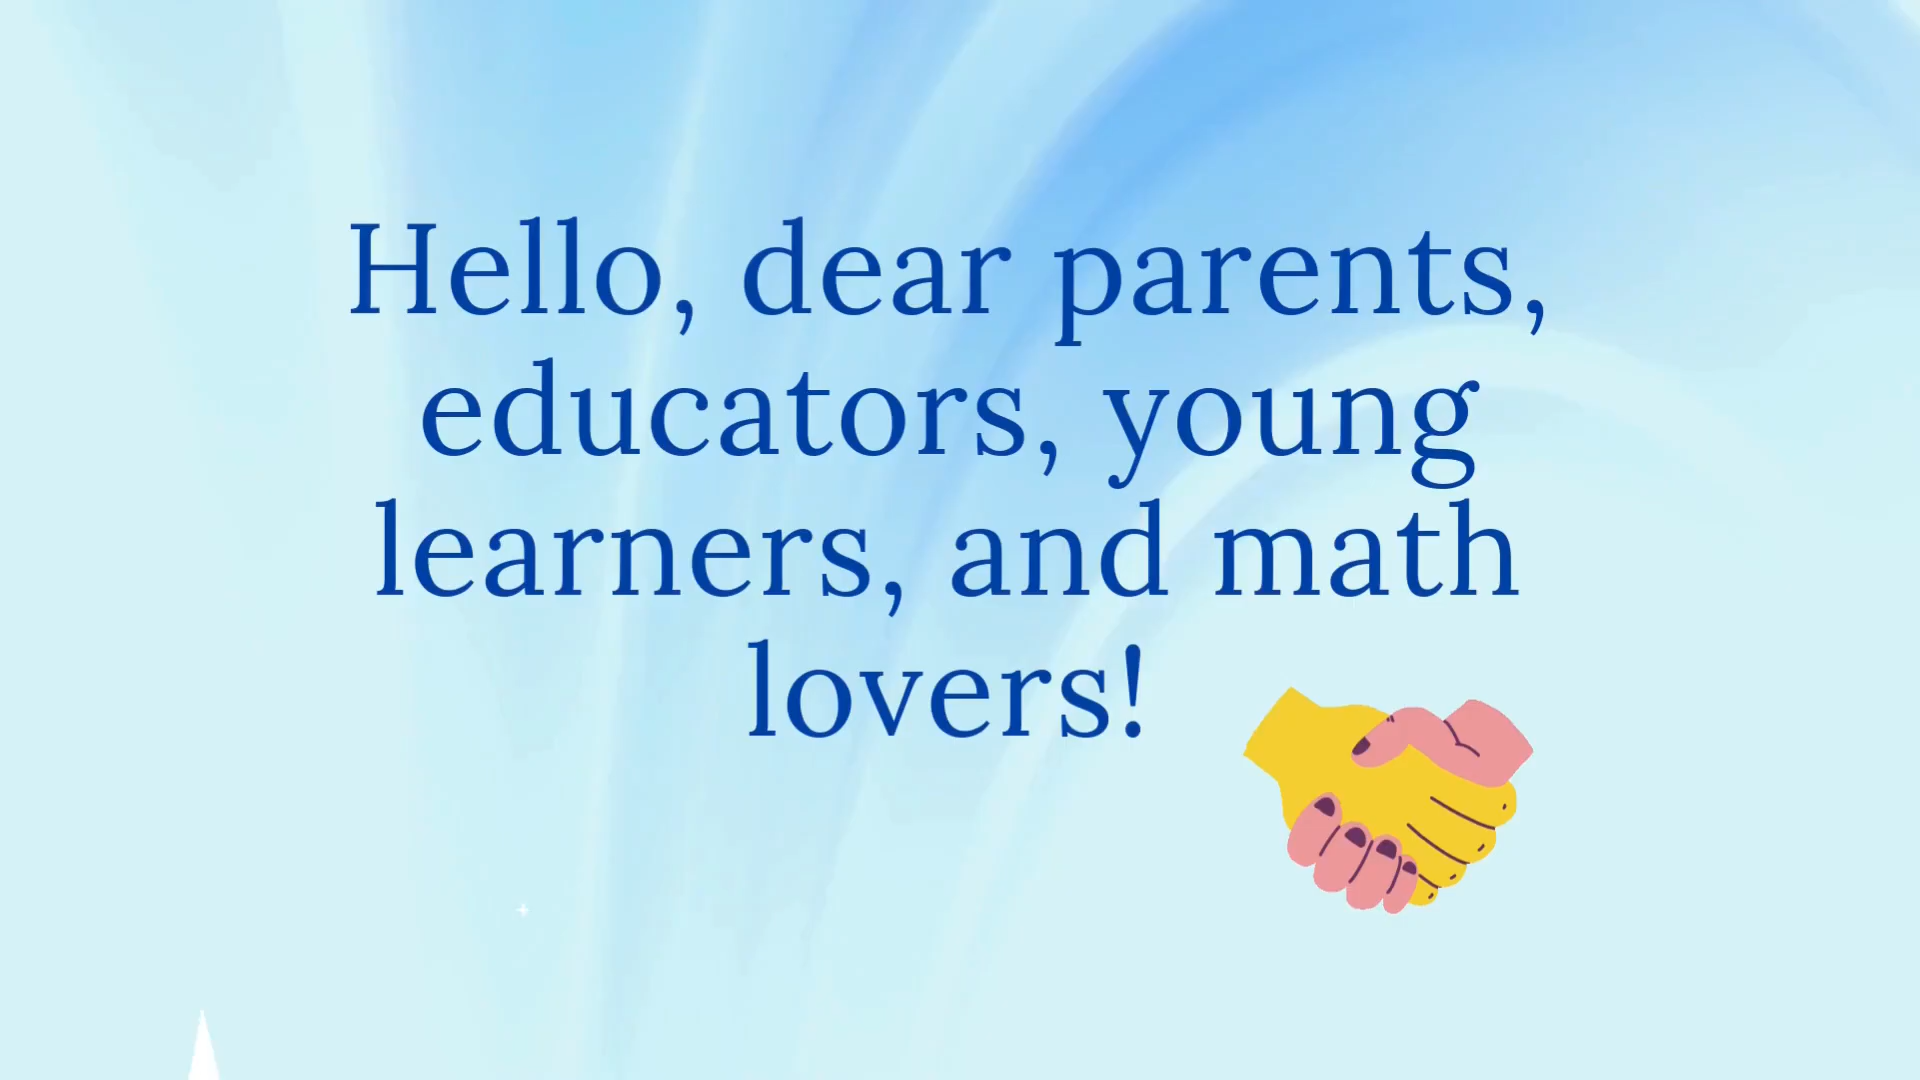 Hello, dear parents,
educators, young
learners, and math
lovers!